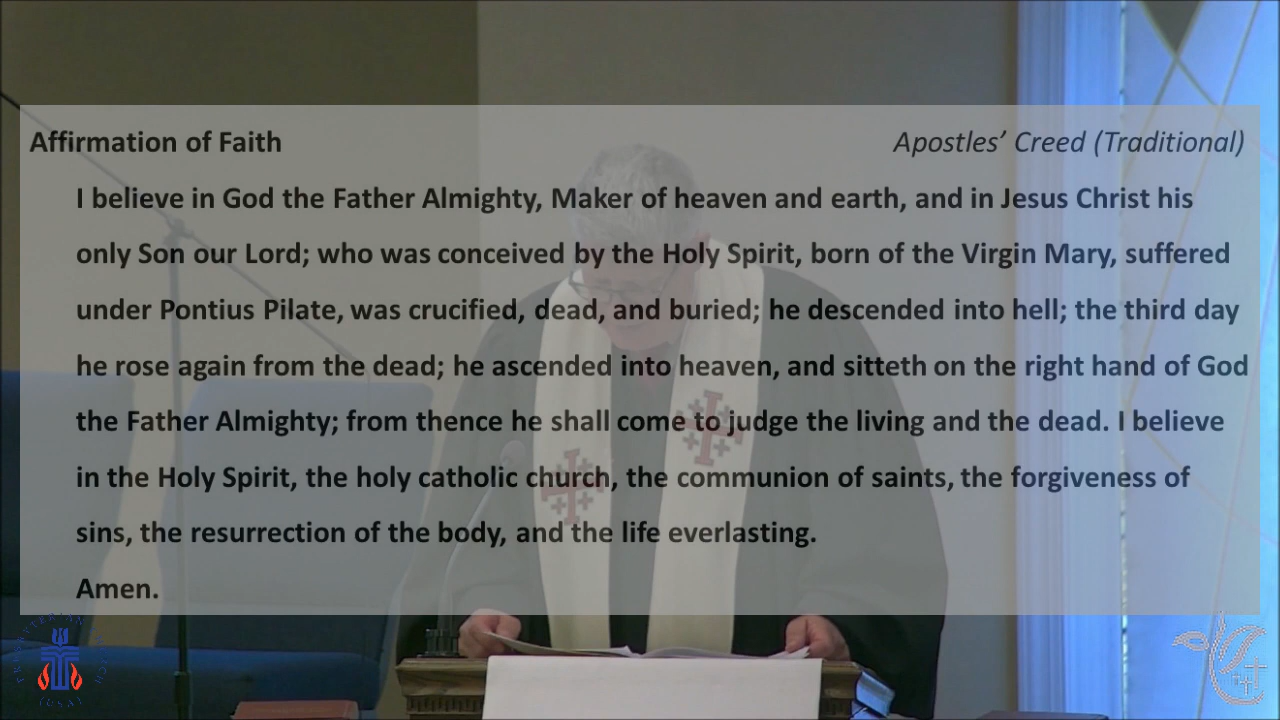 Affirmation of Faith Apostles’ Creed (Traditional)
I believe in God the Father Almighty, Maker of heaven and earth, and in Jesus Christ his
only Son our Lord; who was conceived by the Holy Spirit, born of the Virgin Mary, suffered
under Pontius Pilate, was crucified, dead, and buried; he descended into hell; the third day
he rose again from the dead; he ascended into heaven, and sitteth on the right hand of God
the Father Almighty; from thence he shall come to judge the living and the dead. I believe
in the Holy Spirit, the holy catholic church, the communion of saints, the forgiveness of
sins, the resurrection of the body, and the life everlasting.
Amen.
(USA)